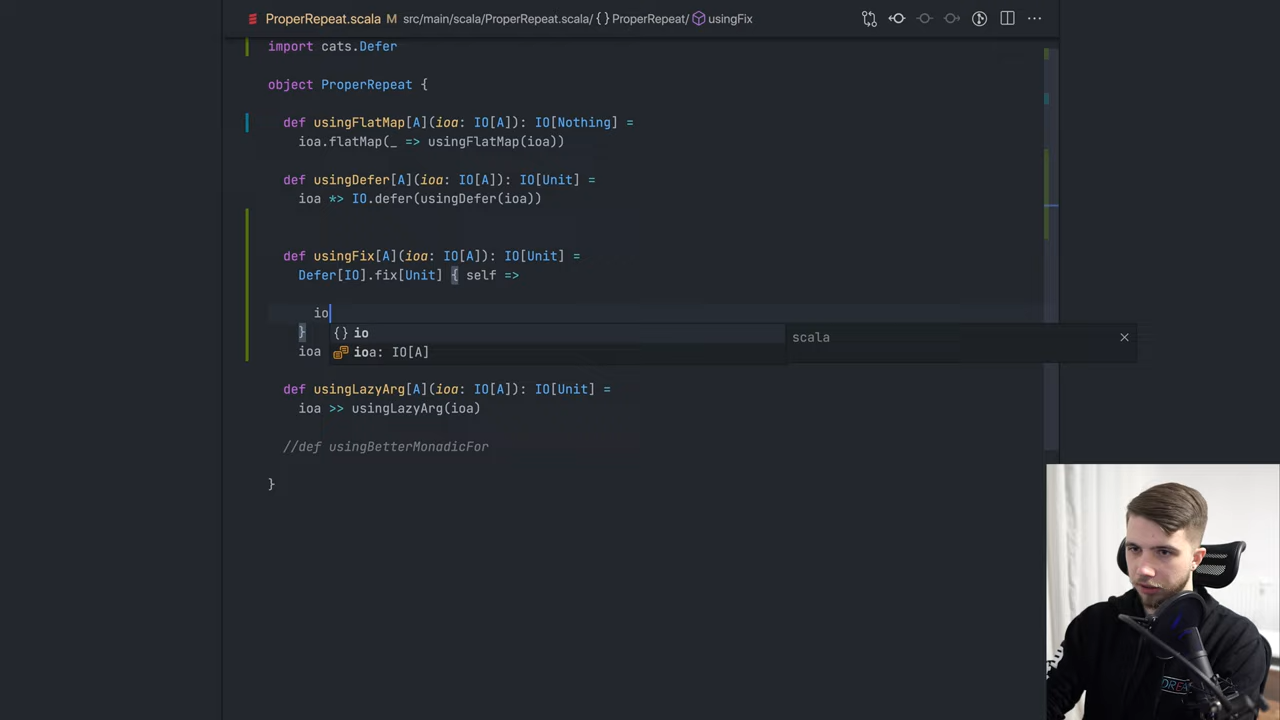 ProperRepeat.scala M src/main/scala/ProperRepeat.scala/ {} ProperRepeat/ usingFix
import cats.Defer
object ProperRepeat {
def usingFlatMap[A](ioa: IO[A]): IO[Nothing] =
ioa.flatMap(_ => usingFlatMap(ioa))
def usingDefer[A](ioa: IO[A]): IO[Unit] =
ioa *> IO.defer(usingDefer(ioa))
def usingFix[A](ioa: IO[A]): IO[Unit] =
Defer[IO].fix[Unit] { self =>
io
{} io
scala
}
ioa: IO[A]
ioa
def usingLazyArg[A](ioa: IO[A]): IO[Unit] =
ioa >> usingLazyArg(ioa)
//def usingBetterMonadicFor
}